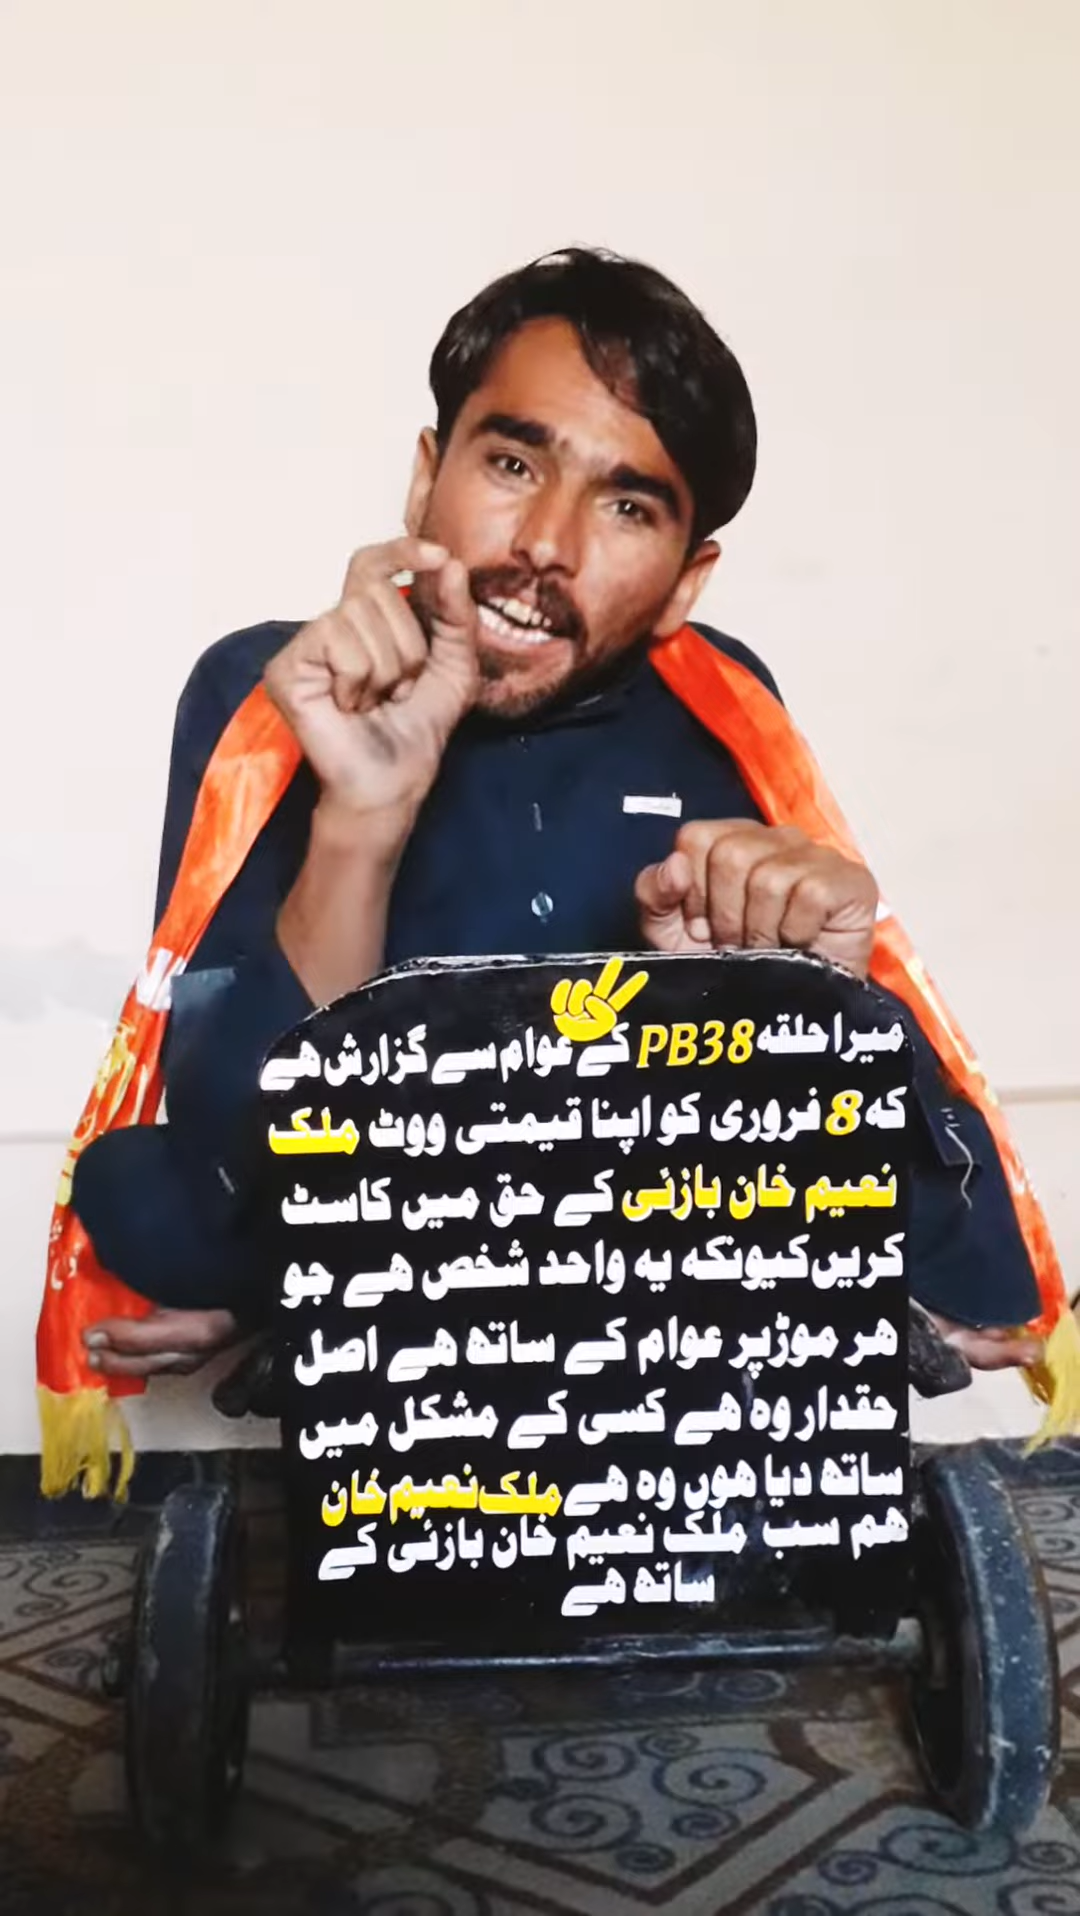 میرا حلقہ PB38 کے عوام سے گزارش ھے
کہ 8 فروری کو اپنا قیمتی ووٹ ملک
نعیم خان بازئی کے حق میں کاسٹ
کریں کیونکہ یہ واحد شخص ھے جو
ھر موڑ پر عوام کے ساتھ ھے اصل
حقدار وہ ھے کسی کے مشکل میں
ساتھ دیا ھوں وہ ھے ملک نعیم خان
ھم سب ملک نعیم خان بازئی کے
ساتھ ھے